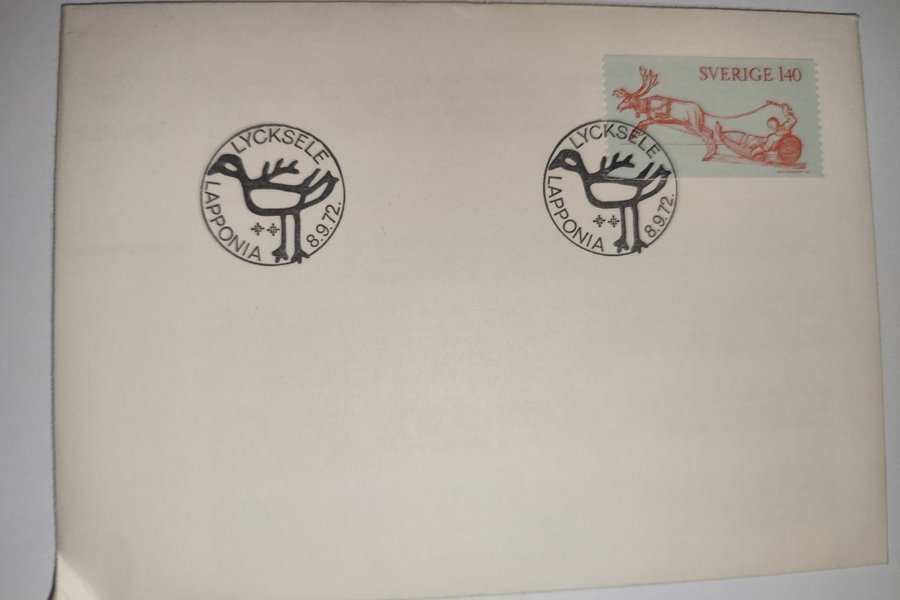 SVERIGE 140
LYCKSELE
LAPPONIA
8.9.72.
LYCKSELE
LAPPONIA
8.9.72.